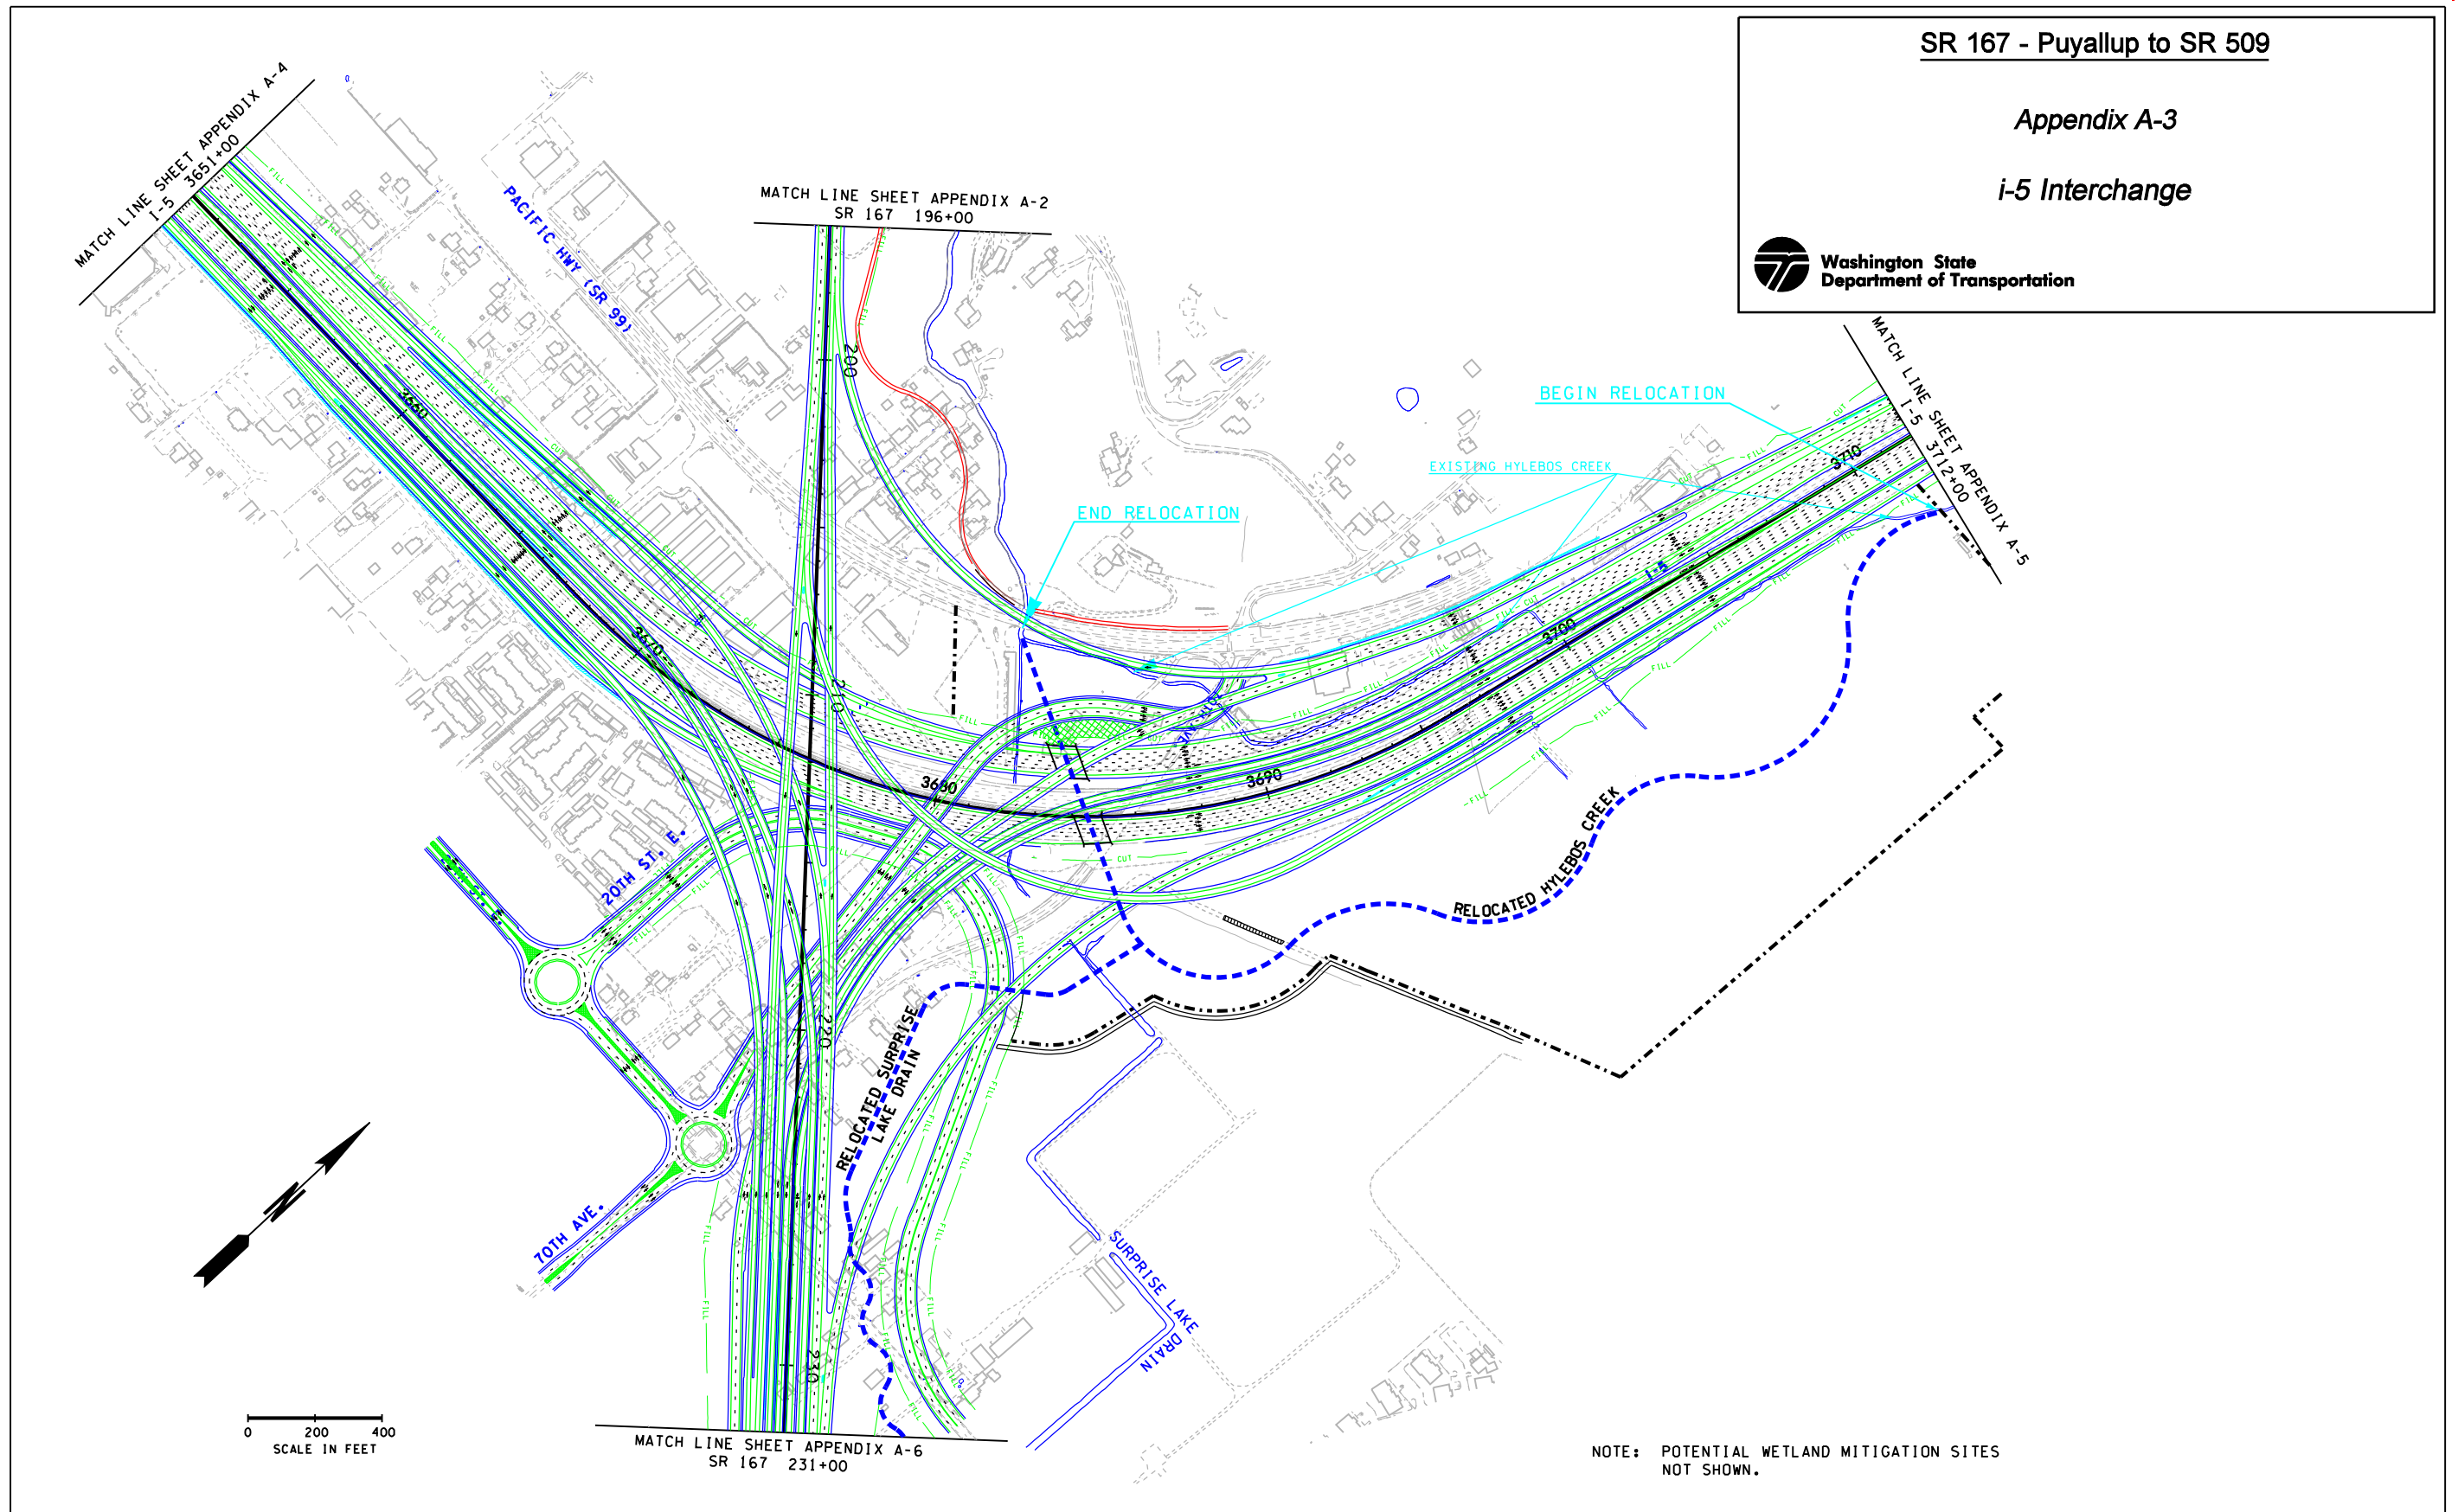 SR 167 - Puyallup to SR 509
Appendix A-3
i-5 Interchange
Washington State
Department of Transportation
MATCH LINE SHEET APPENDIX A-4
I-5 3651+00
PACIFIC HWY (SR 99)
MATCH LINE SHEET APPENDIX A-2
SR 167 196+00
MATCH LINE SHEET APPENDIX A-5
I-5 3712+00
BEGIN RELOCATION
EXISTING HYLEBOS CREEK
END RELOCATION
200
210
220
230
3660
3670
3680
3690
3700
3710
I-5
FILL
CUT
20TH ST. E.
70TH AVE.
RELOCATED HYLEBOS CREEK
RELOCATED SURPRISE
LAKE DRAIN
SURPRISE LAKE
DRAIN
N
0 200 400
SCALE IN FEET
MATCH LINE SHEET APPENDIX A-6
SR 167 231+00
NOTE: POTENTIAL WETLAND MITIGATION SITES
NOT SHOWN.